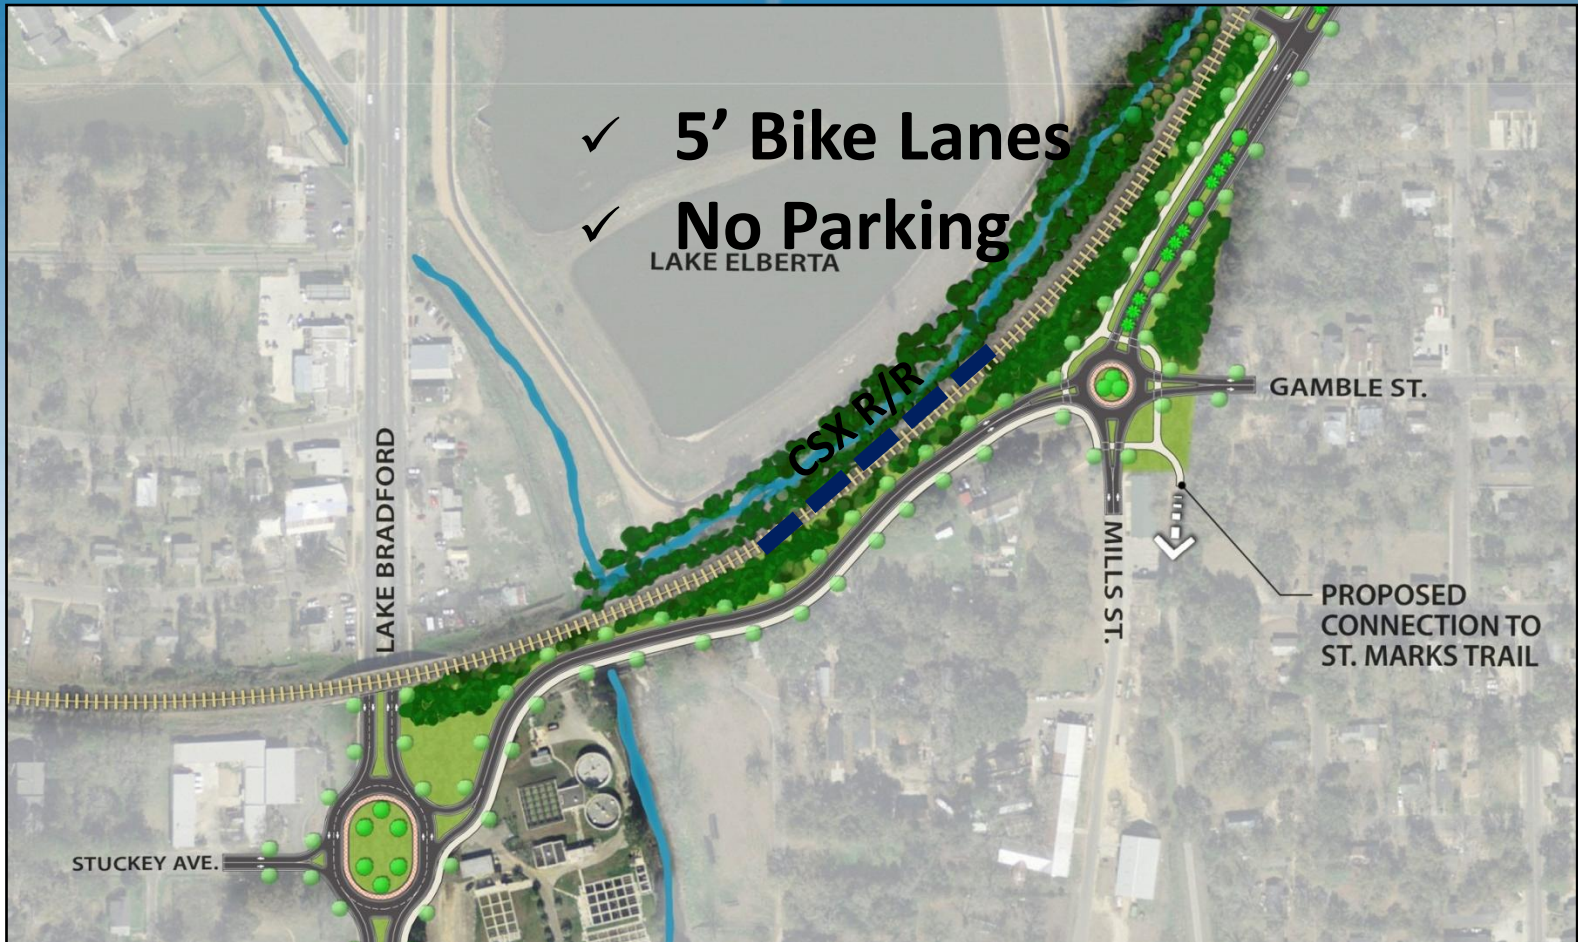 ✓ 5’ Bike Lanes
✓ No Parking
LAKE ELBERTA
CSX R/R
GAMBLE ST.
LAKE BRADFORD
MILLS ST.
PROPOSED
CONNECTION TO
ST. MARKS TRAIL
STUCKEY AVE.